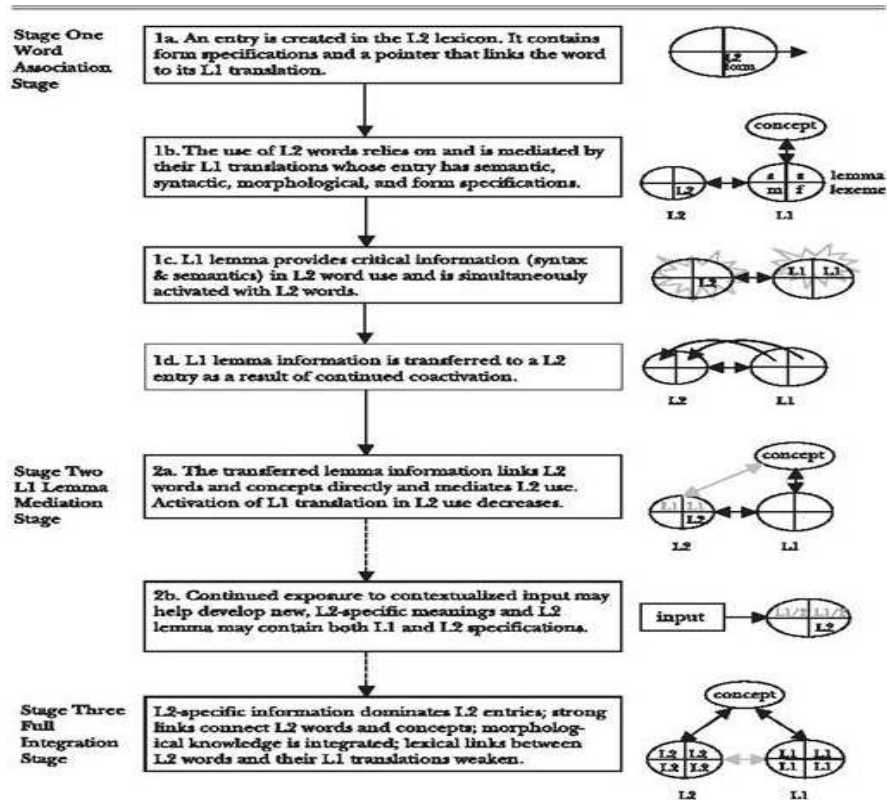 Stage One
Word
Association
Stage
1a. An entry is created in the L2 lexicon. It contains
form specifications and a pointer that links the word
to its L1 translation.
L2
form
1b. The use of L2 words relies on and is mediated by
their L1 translations whose entry has semantic,
syntactic, morphological, and form specifications.
concept
L2
s s
m f
lemma
lexeme
L2
L1
1c. L1 lemma provides critical information (syntax
& semantics) in L2 word use and is simultaneously
activated with L2 words.
L2
L1 L1
1d. L1 lemma information is transferred to a L2
entry as a result of continued coactivation.
L2
L1
Stage Two
L1 Lemma
Mediation
Stage
2a. The transferred lemma information links L2
words and concepts directly and mediates L2 use.
Activation of L1 translation in L2 use decreases.
concept
L1 L1
L2
L2
L1
2b. Continued exposure to contextualized input may
help develop new, L2-specific meanings and L2
lemma may contain both L1 and L2 specifications.
input
L2
Stage Three
Full
Integration
Stage
L2-specific information dominates L2 entries; strong
links connect L2 words and concepts; morpholog-
ical knowledge is integrated; lexical links between
L2 words and their L1 translations weaken.
concept
L2 L2
L2 L2
L1 L1
L1 L1
L2
L1